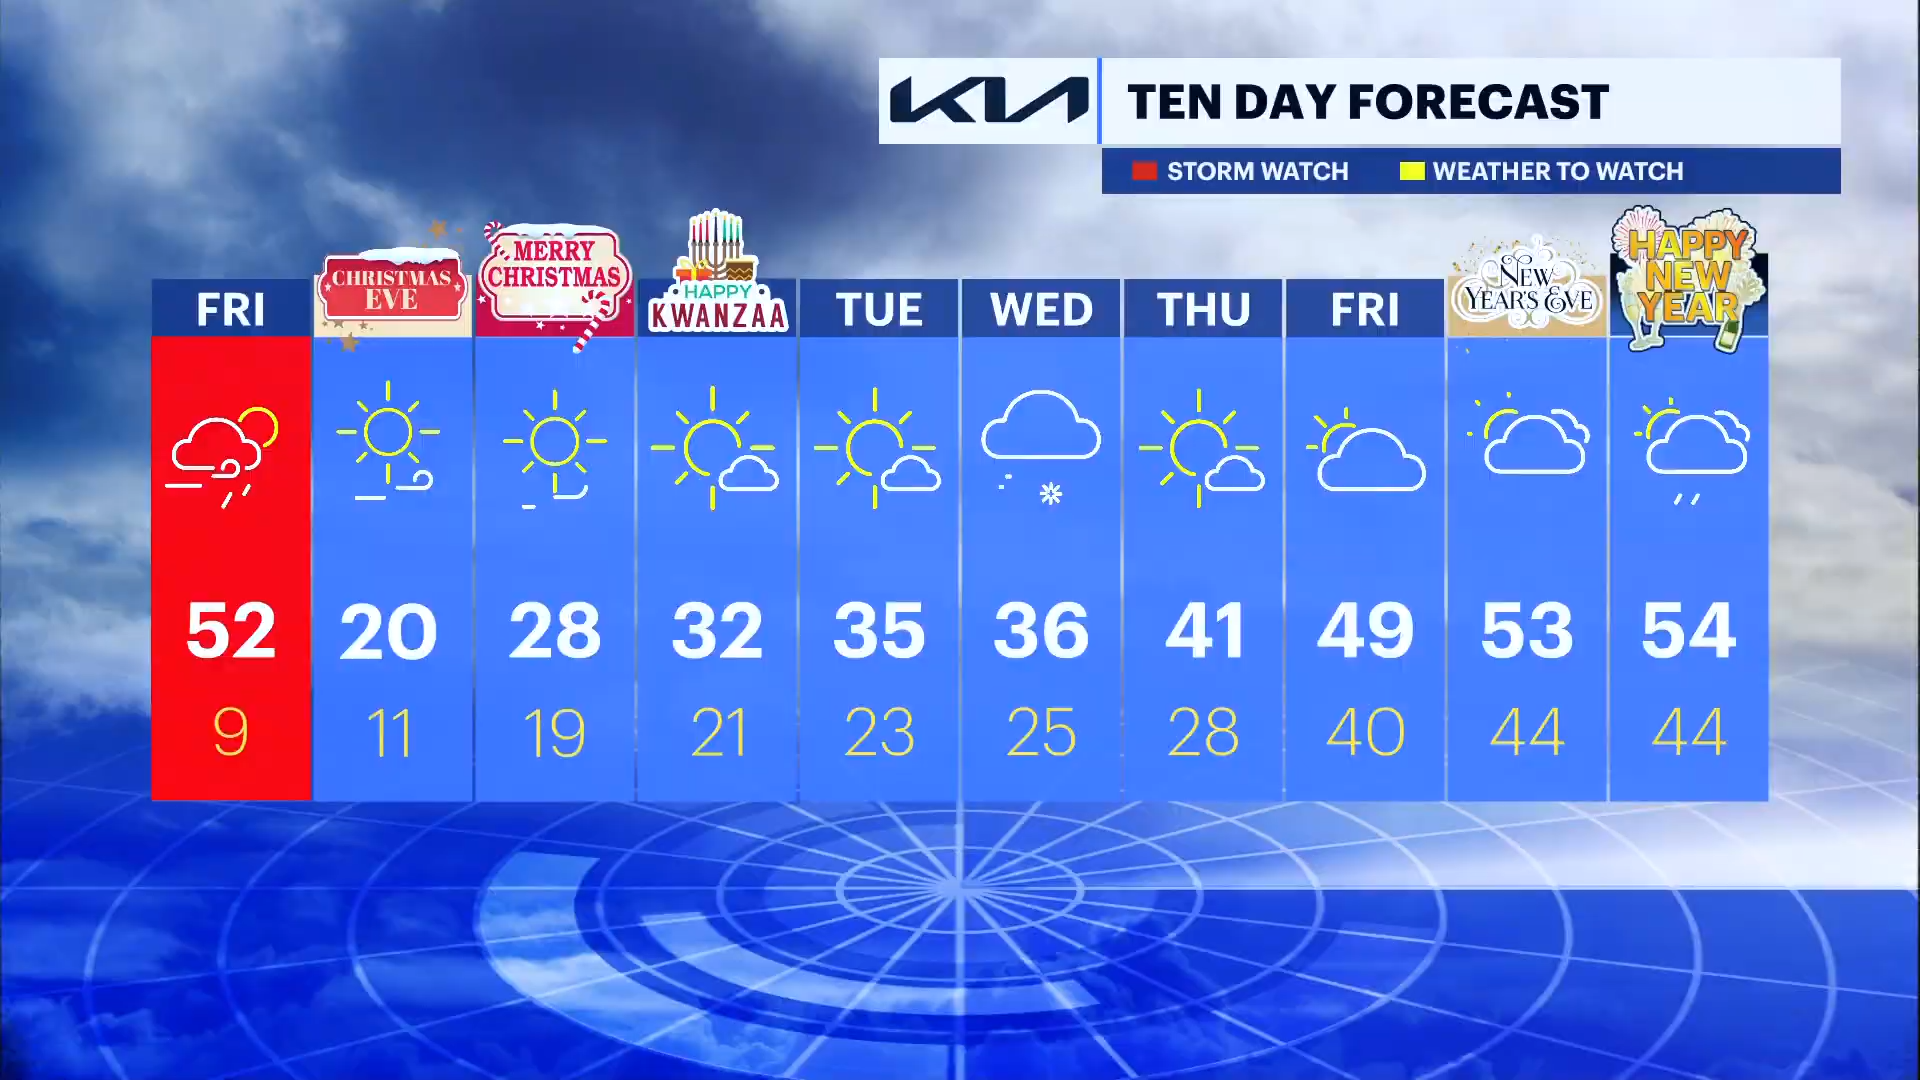 KIA
TEN DAY FORECAST
STORM WATCH
WEATHER TO WATCH
FRI
CHRISTMAS
EVE
MERRY
CHRISTMAS
HAPPY
KWANZAA
TUE
WED
THU
FRI
NEW
YEAR'S EVE
HAPPY
NEW
YEAR
52 20 28 32 35 36 41 49 53 54
9 11 19 21 23 25 28 40 44 44